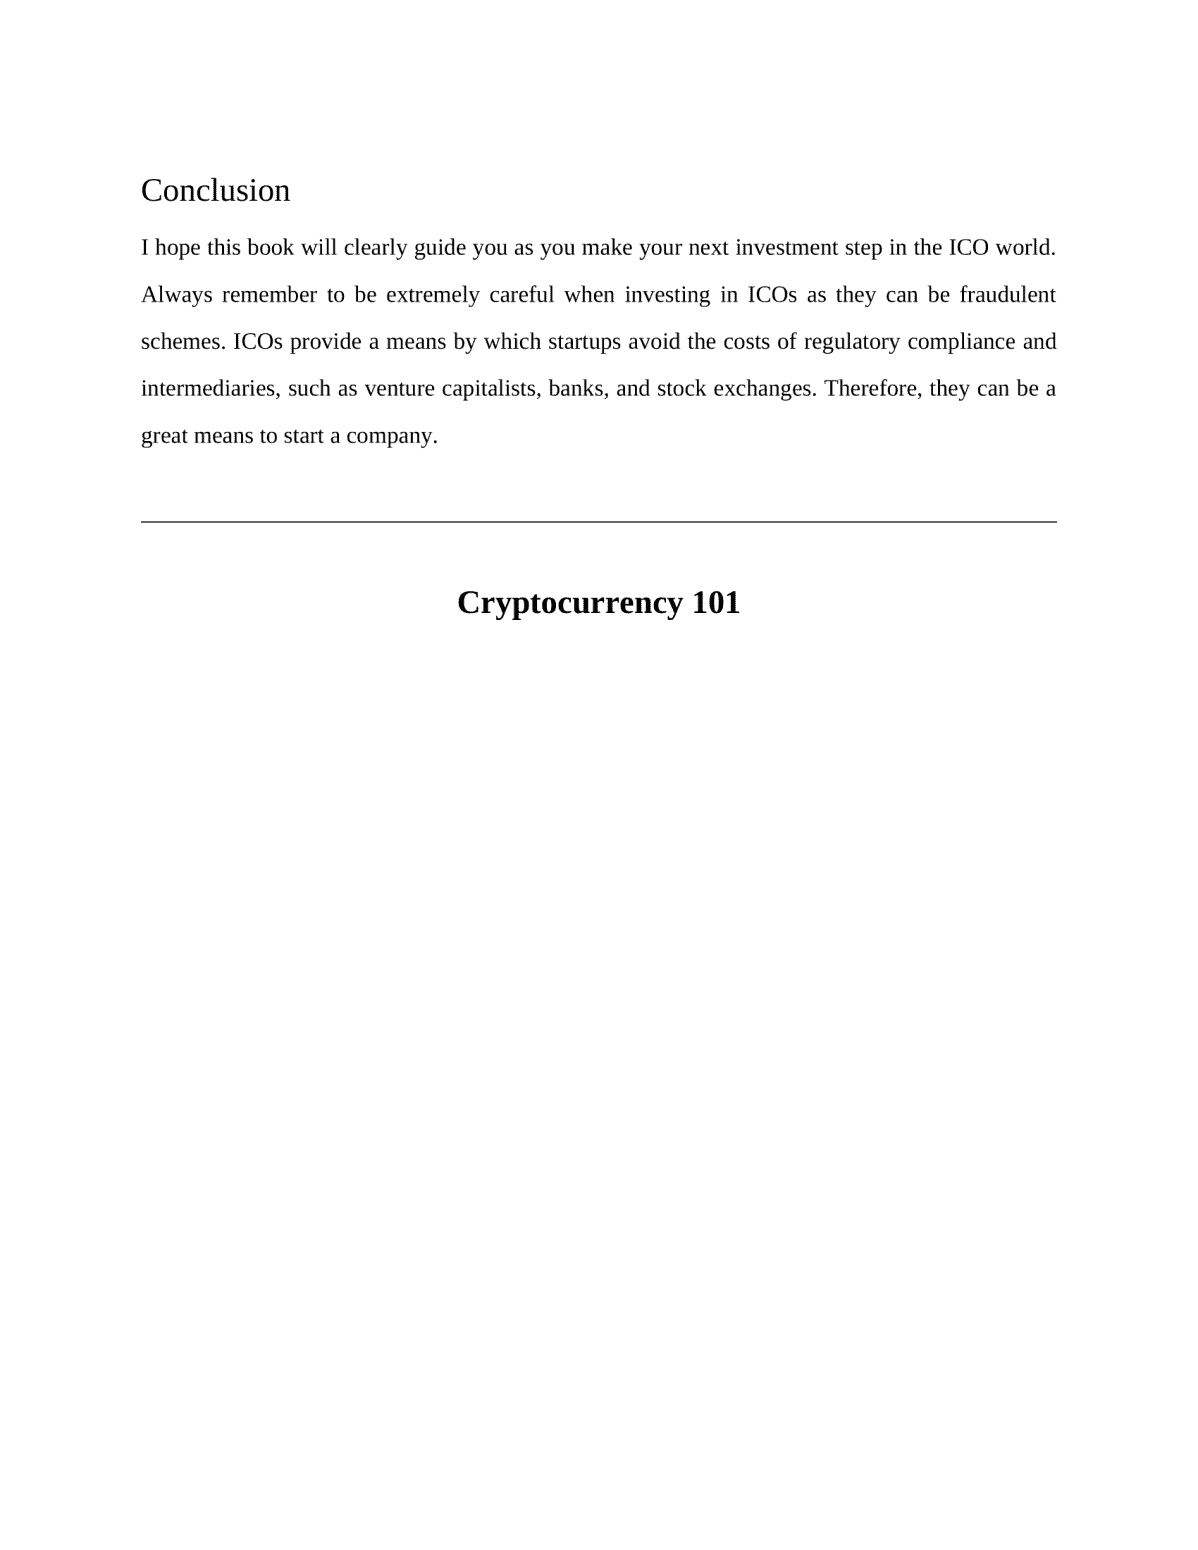 Conclusion
I hope this book will clearly guide you as you make your next investment step in the ICO world.
Always remember to be extremely careful when investing in ICOs as they can be fraudulent
schemes. ICOs provide a means by which startups avoid the costs of regulatory compliance and
intermediaries, such as venture capitalists, banks, and stock exchanges. Therefore, they can be a
great means to start a company.
Cryptocurrency 101